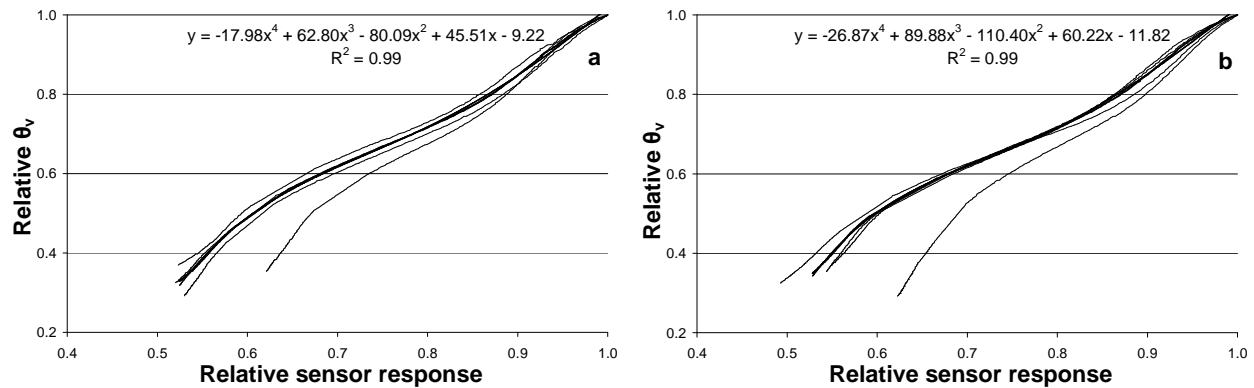 y = -17.98x⁴ + 62.80x³ - 80.09x² + 45.51x - 9.22
R² = 0.99
a
1.0
0.8
0.6
0.4
0.2
Relative θv
0.4 0.5 0.6 0.7 0.8 0.9 1.0
Relative sensor response
y = -26.87x⁴ + 89.88x³ - 110.40x² + 60.22x - 11.82
R² = 0.99
b
1.0
0.8
0.6
0.4
0.2
Relative θv
0.4 0.5 0.6 0.7 0.8 0.9 1.0
Relative sensor response